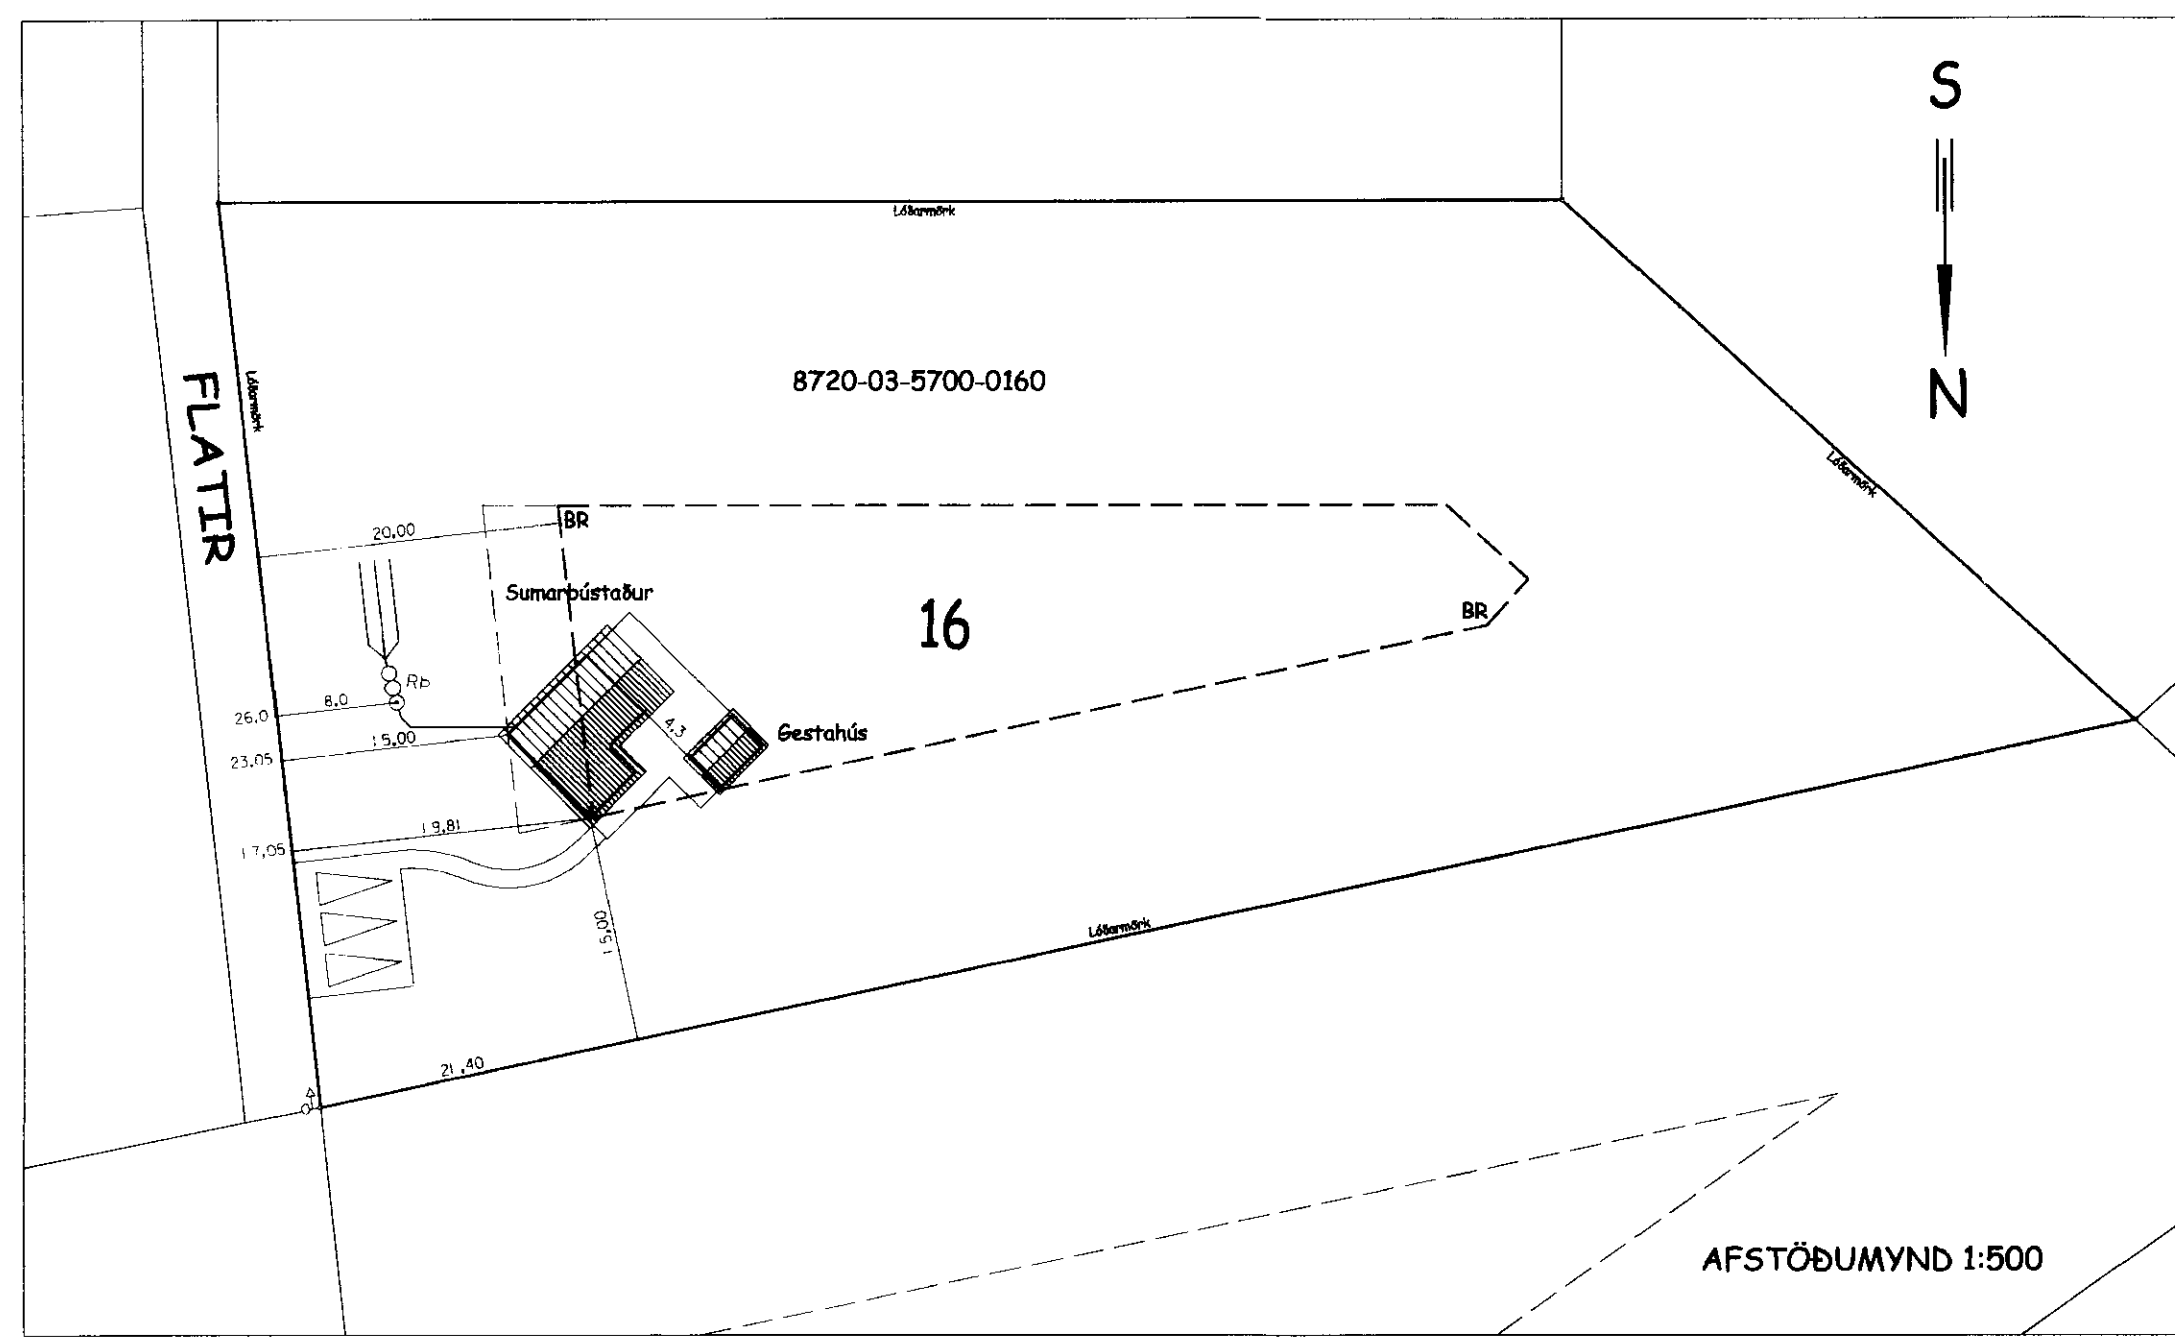 S
N
Lóðarmörk
Lóðarmörk
8720-03-5700-0160
FLATIR
Lóðarmörk
20,00
BR
Sumarbústaður
16
BR
Rþ
8,0
26,0
15,00
23,05
4,3
Gestahús
19,81
17,05
15,00
Lóðarmörk
21,40
AFSTÖÐUMYND 1:500